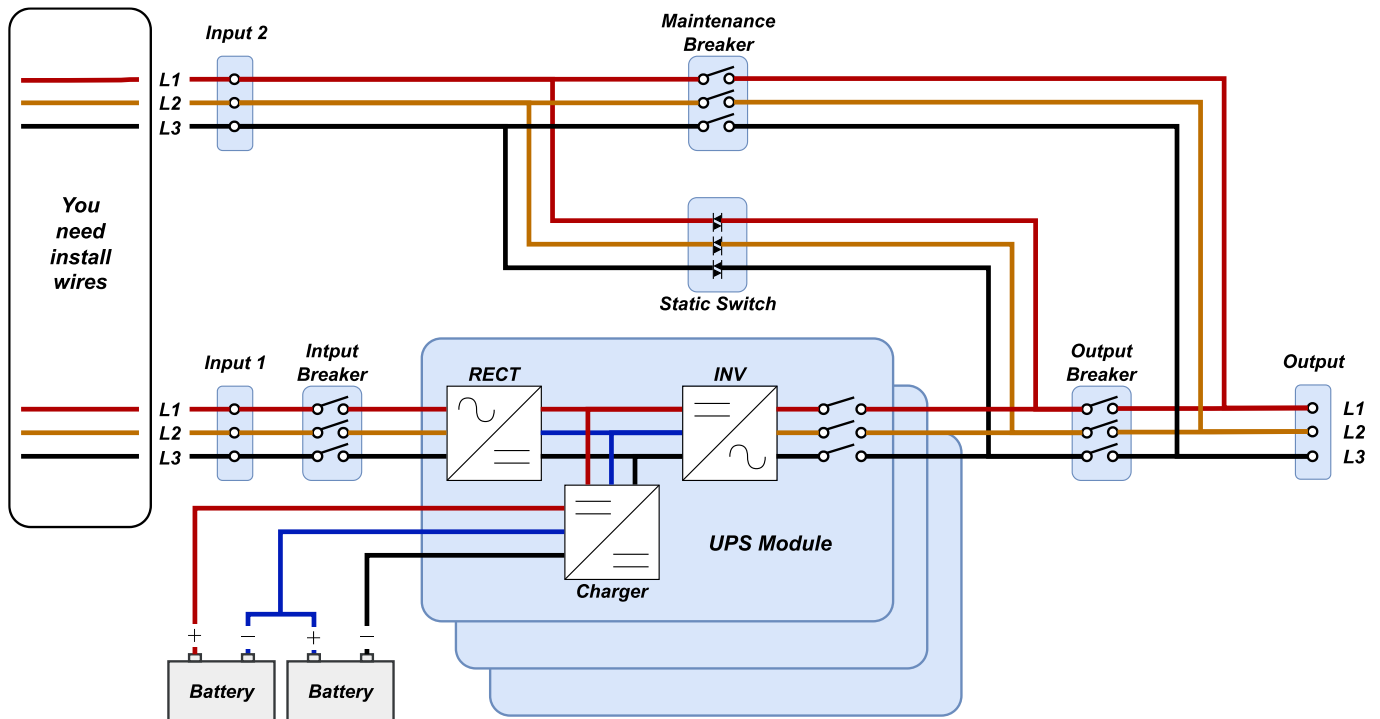 Input 2
Maintenance
Breaker
L1
L2
L3
You
need
install
wires
Static Switch
Input 1
Intput
Breaker
RECT
INV
Output
Breaker
Output
L1
L2
L3
L1
L2
L3
UPS Module
Charger
+
−
+
−
Battery
Battery